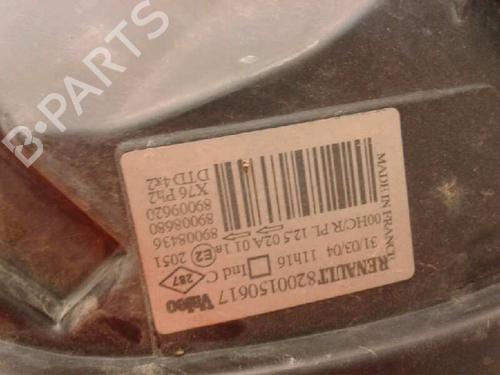 B-PARTS
Valeo
RENAULT 8200150617
MADE IN FRANCE
31/03/04 11h16
Ind C
287
00HC/R PL 12.5 02A 01 1a
E2 2051
89008436
89008680
89009620
X76 Ph2
DTD 4x2